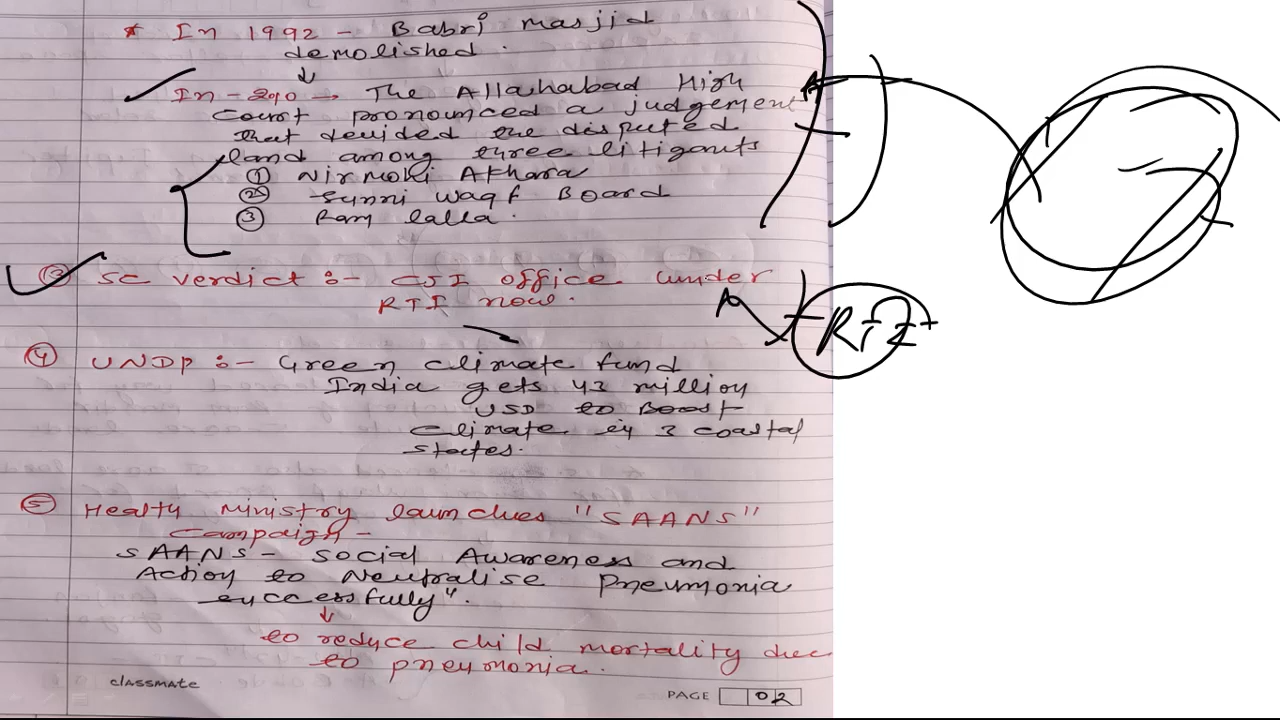 * In 1992 - Babri masjid
demolished.
In - 2010 → The Allahabad High
Court pronounced a judgement
that devided the disputed
land among three litigants
① Nirmohi Akhara
② Sunni Waqf Board
③ Ram lalla.
③ SC verdict :- CJI office under
RTI now.
④ UNDP :- Green climate fund
India gets 43 million
USD to Boost
climate in 3 coastal
states.
⑤ Health Ministry launches "SAANS"
campaign -
SAANS - Social Awareness and
Action to Neutralise Pneumonia
successfully".
to reduce child mortality due
to pneumonia.
classmate
PAGE 02